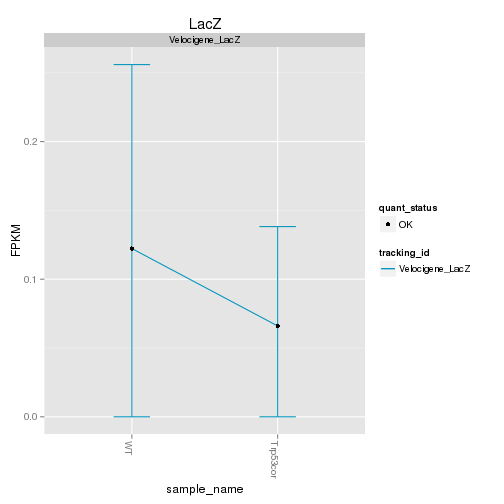 LacZ
Velocigene_LacZ
0.2
0.1
0.0
FPKM
WT
Trp53cor
sample_name
quant_status
OK
tracking_id
Velocigene_LacZ